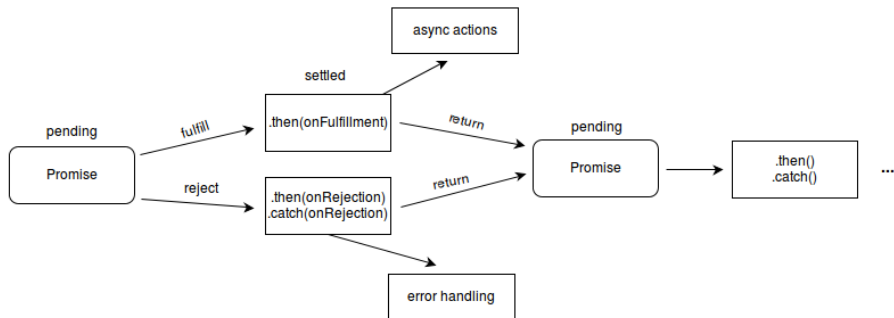 async actions
settled
pending
fulfill
.then(onFulfillment)
return
pending
Promise
reject
.then(onRejection)
.catch(onRejection)
return
Promise
.then()
.catch()
...
error handling